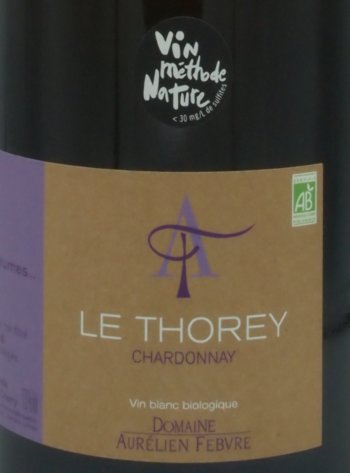 Vin
méthode
Nature
< 30 mg/L de sulfites
AB
LE THOREY
CHARDONNAY
Vin blanc biologique
DOMAINE
AURÉLIEN FEBVRE